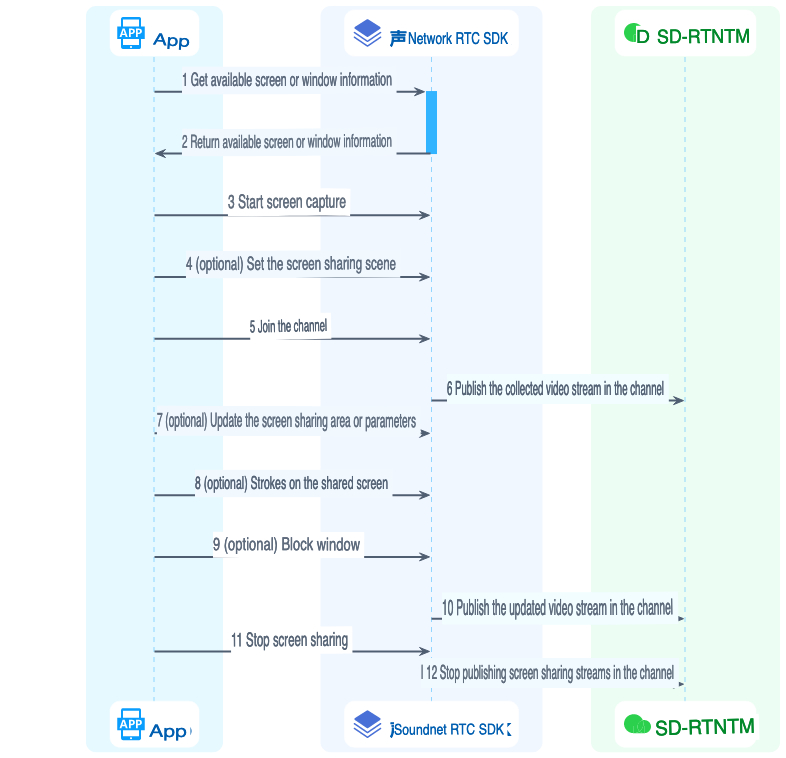 APP App
声Network RTC SDK
D SD-RTNTM
1 Get available screen or window information
2 Return available screen or window information
3 Start screen capture
4 (optional) Set the screen sharing scene
5 Join the channel
6 Publish the collected video stream in the channel
7 (optional) Update the screen sharing area or parameters
8 (optional) Strokes on the shared screen
9 (optional) Block window
10 Publish the updated video stream in the channel
11 Stop screen sharing
12 Stop publishing screen sharing streams in the channel
APP App
Soundnet RTC SDK
SD-RTNTM